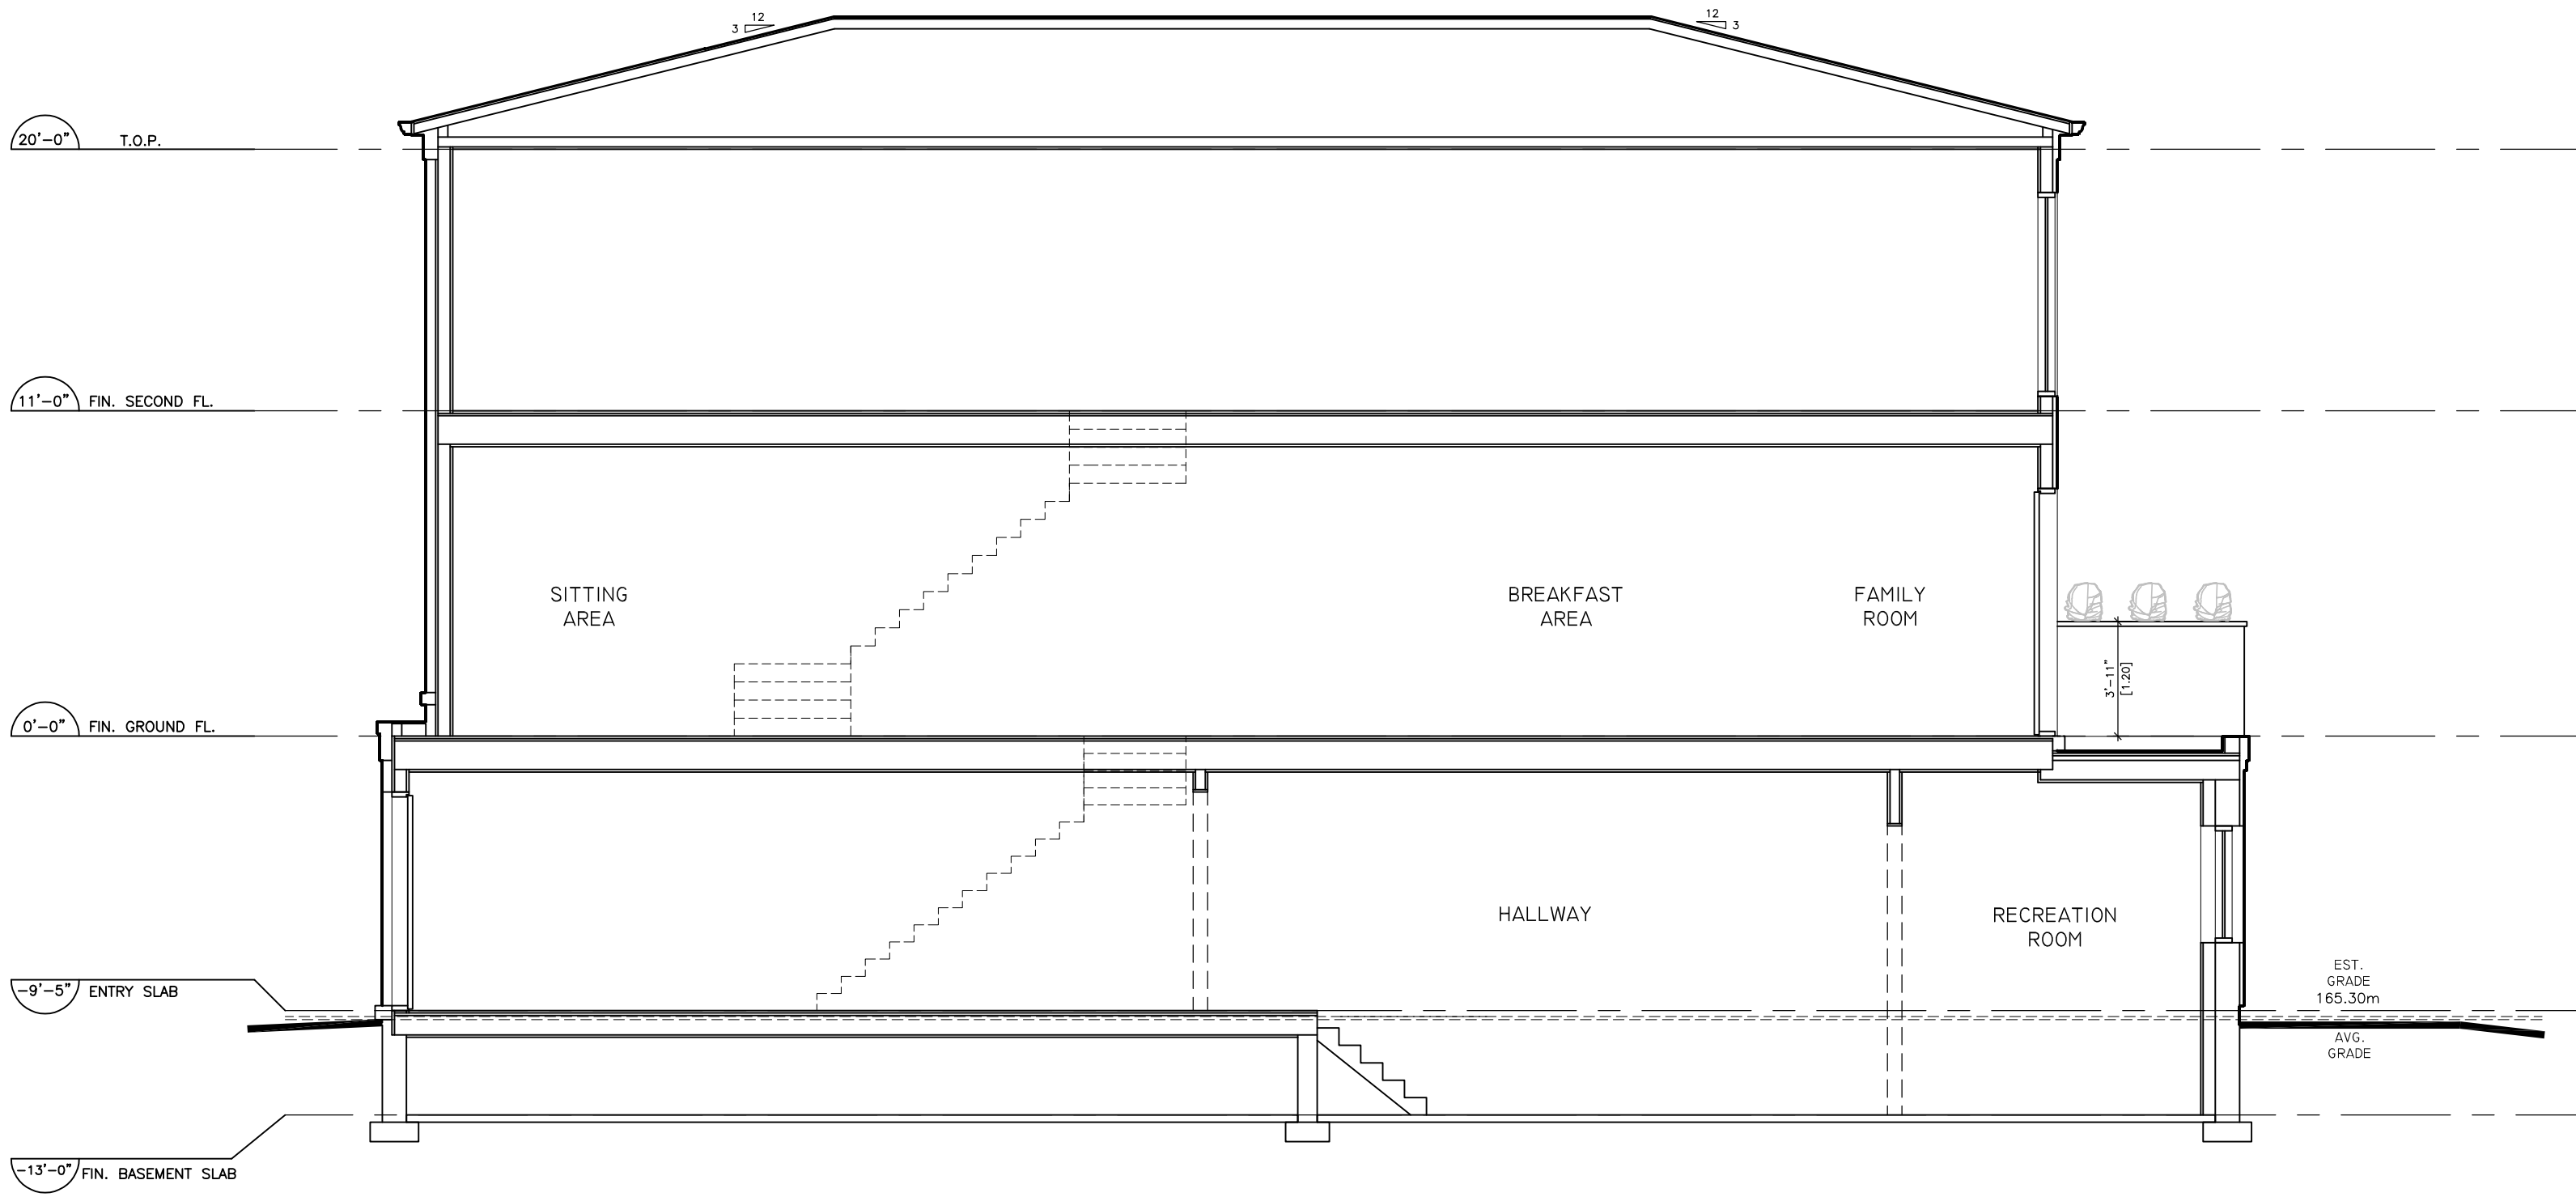 12
3
12
3
20'-0"
T.O.P.
11'-0"
FIN. SECOND FL.
SITTING
AREA
BREAKFAST
AREA
FAMILY
ROOM
3'-11"
[1.20]
0'-0"
FIN. GROUND FL.
HALLWAY
RECREATION
ROOM
-9'-5"
ENTRY SLAB
EST.
GRADE
165.30m
AVG.
GRADE
-13'-0"
FIN. BASEMENT SLAB